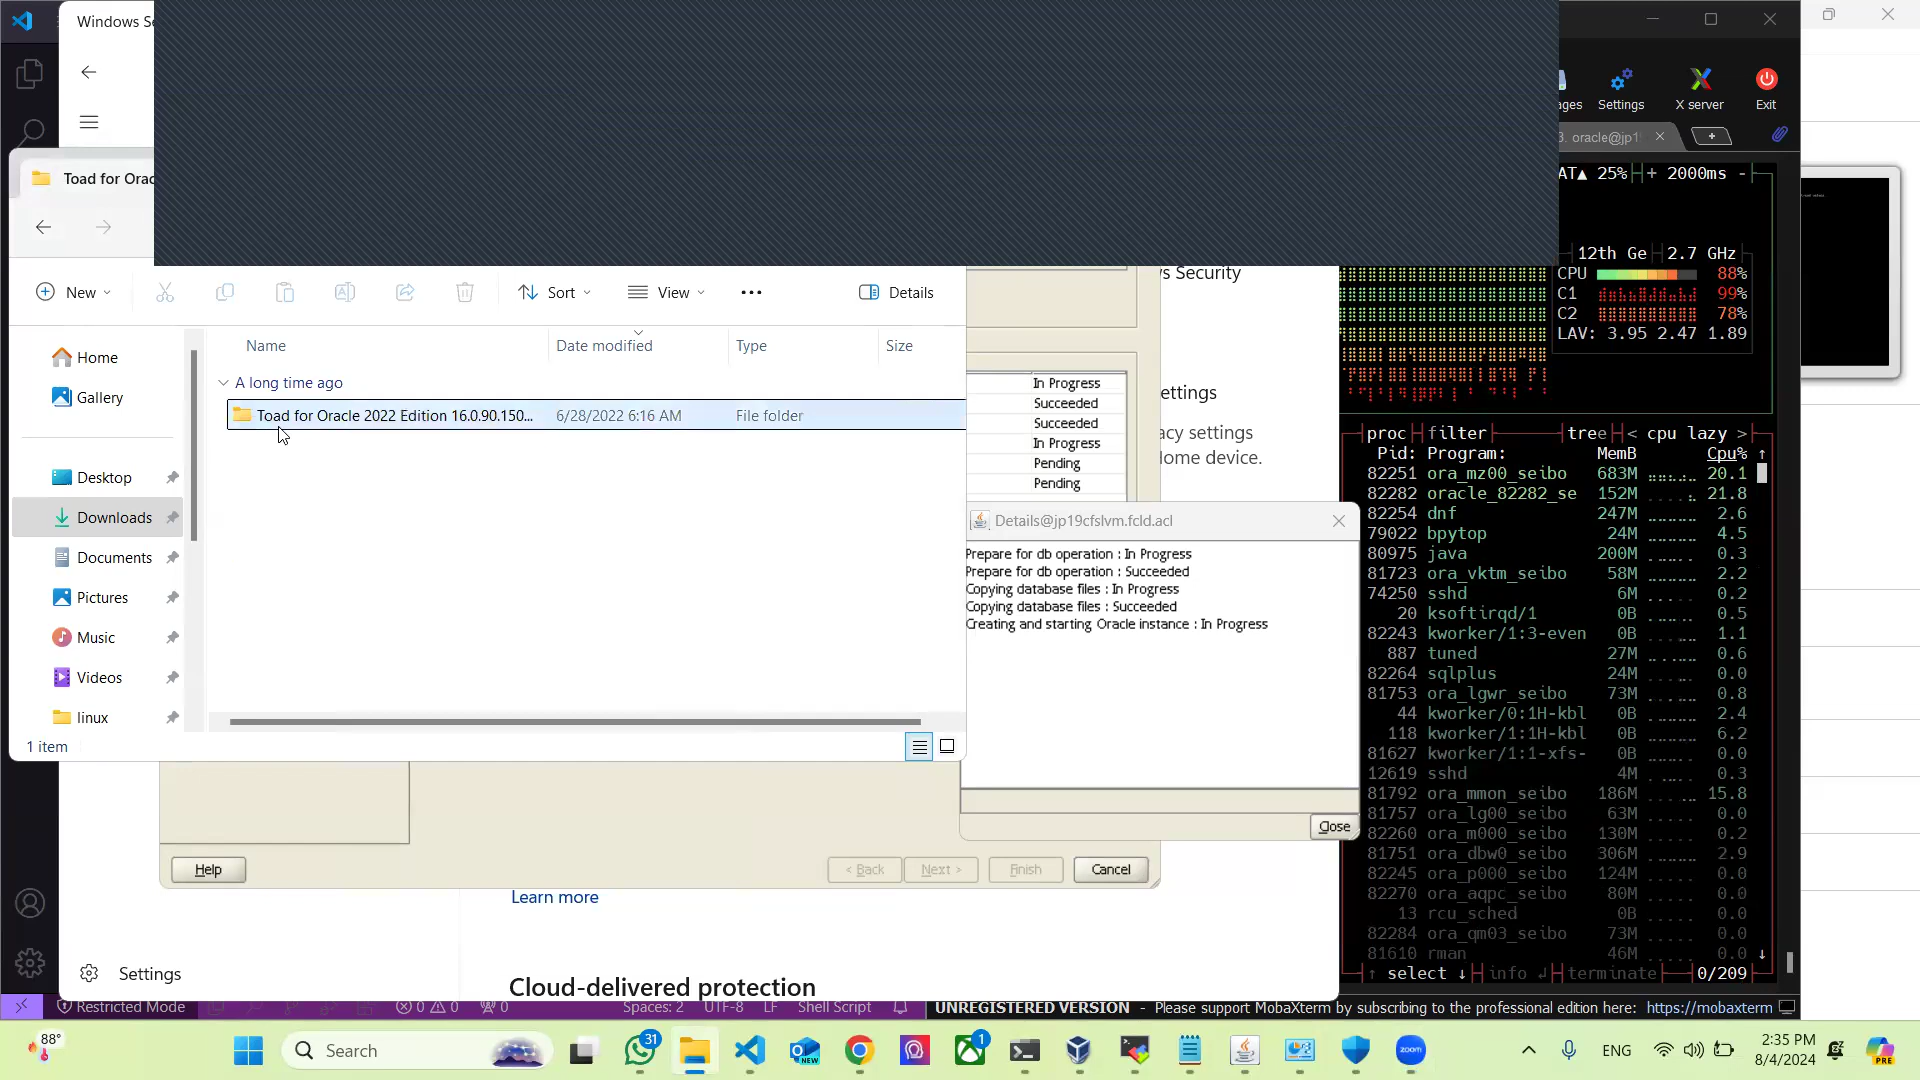 Windows Se
Toad for Orac
New
Sort
View
Details
Name
Date modified
Type
Size
A long time ago
Toad for Oracle 2022 Edition 16.0.90.150...
6/28/2022 6:16 AM
File folder
Home
Gallery
Desktop
Downloads
Documents
Pictures
Music
Videos
linux
1 item
s Security
ettings
acy settings
ome device.
In Progress
Succeeded
Succeeded
In Progress
Pending
Pending
Details@jp19cfslvm.fcld.acl
Prepare for db operation : In Progress
Prepare for db operation : Succeeded
Copying database files : In Progress
Copying database files : Succeeded
Creating and starting Oracle instance : In Progress
Close
Help
< Back
Next >
Finish
Cancel
Learn more
Settings
Cloud-delivered protection
ages
Settings
X server
Exit
3. oracle@jp1
AT▲ 25% + 2000ms -
12th Ge 2.7 GHz
CPU 88%
C1 99%
C2 78%
LAV: 3.95 2.47 1.89
proc filter tree < cpu lazy >
Pid: Program: MemB Cpu% ↑
82251 ora_mz00_seibo 683M 20.1
82282 oracle_82282_se 152M 21.8
82254 dnf 247M 2.6
79022 bpytop 24M 4.5
80975 java 200M 0.3
81723 ora_vktm_seibo 58M 2.2
74250 sshd 6M 0.2
20 ksoftirqd/1 0B 0.5
82243 kworker/1:3-even 0B 1.1
887 tuned 27M 0.6
82264 sqlplus 24M 0.0
81753 ora_lgwr_seibo 73M 0.8
44 kworker/0:1H-kbl 0B 2.4
118 kworker/1:1H-kbl 0B 6.2
81627 kworker/1:1-xfs- 0B 0.0
12619 sshd 4M 0.3
81792 ora_mmon_seibo 186M 15.8
81757 ora_lg00_seibo 63M 0.0
82260 ora_m000_seibo 130M 0.2
81751 ora_dbw0_seibo 306M 2.9
82245 ora_p000_seibo 124M 0.0
82270 ora_aqpc_seibo 80M 0.0
13 rcu_sched 0B 0.0
82284 ora_qm03_seibo 73M 0.0
81610 rman 46M 0.0 ↓
↑ select ↓ info ↲ terminate 0/209
Restricted Mode
0 0
0
Spaces: 2
UTF-8
LF
Shell Script
UNREGISTERED VERSION - Please support MobaXterm by subscribing to the professional edition here: https://mobaxterm
88°
Search
31
NEW
1
zoom
ENG
2:35 PM
8/4/2024
PRE